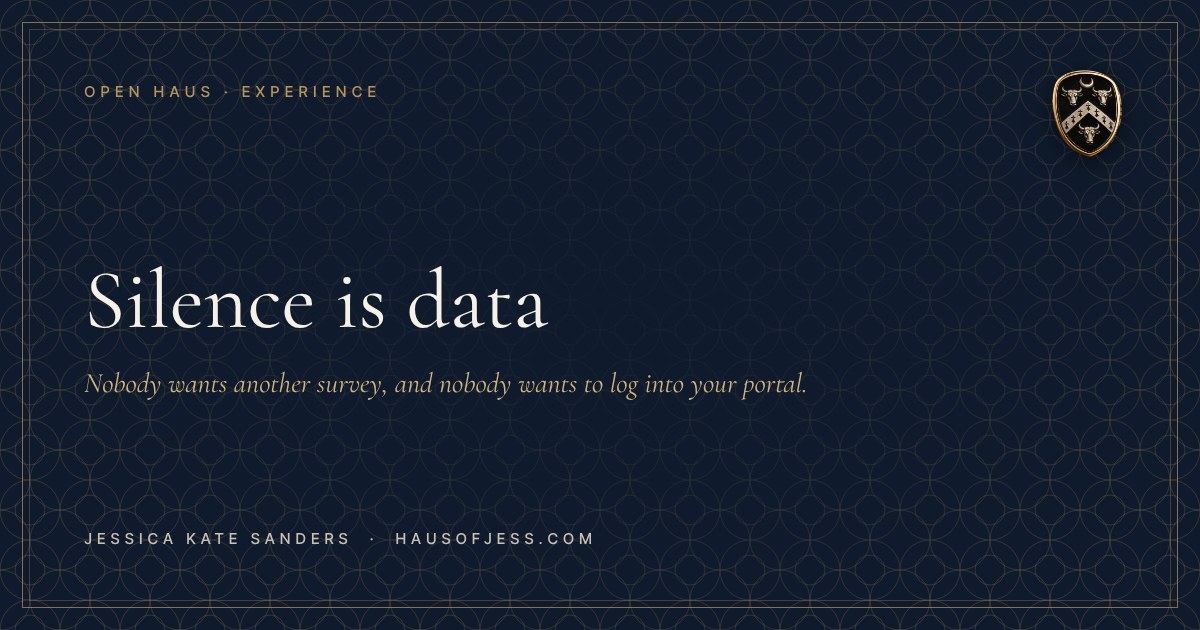 OPEN HAUS · EXPERIENCE
Silence is data
Nobody wants another survey, and nobody wants to log into your portal.
JESSICA KATE SANDERS · HAUSOFJESS.COM